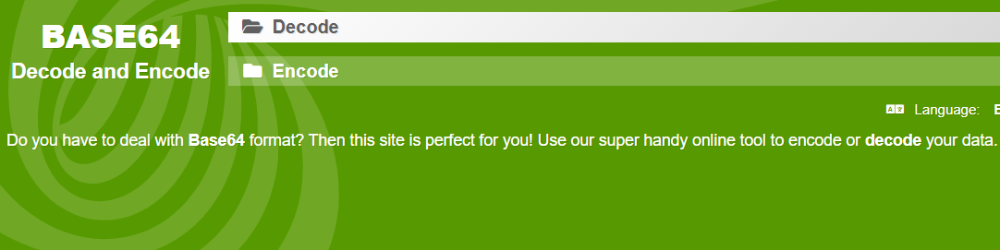 BASE64
Decode and Encode
Decode
Encode
Language:
Do you have to deal with Base64 format? Then this site is perfect for you! Use our super handy online tool to encode or decode your data.